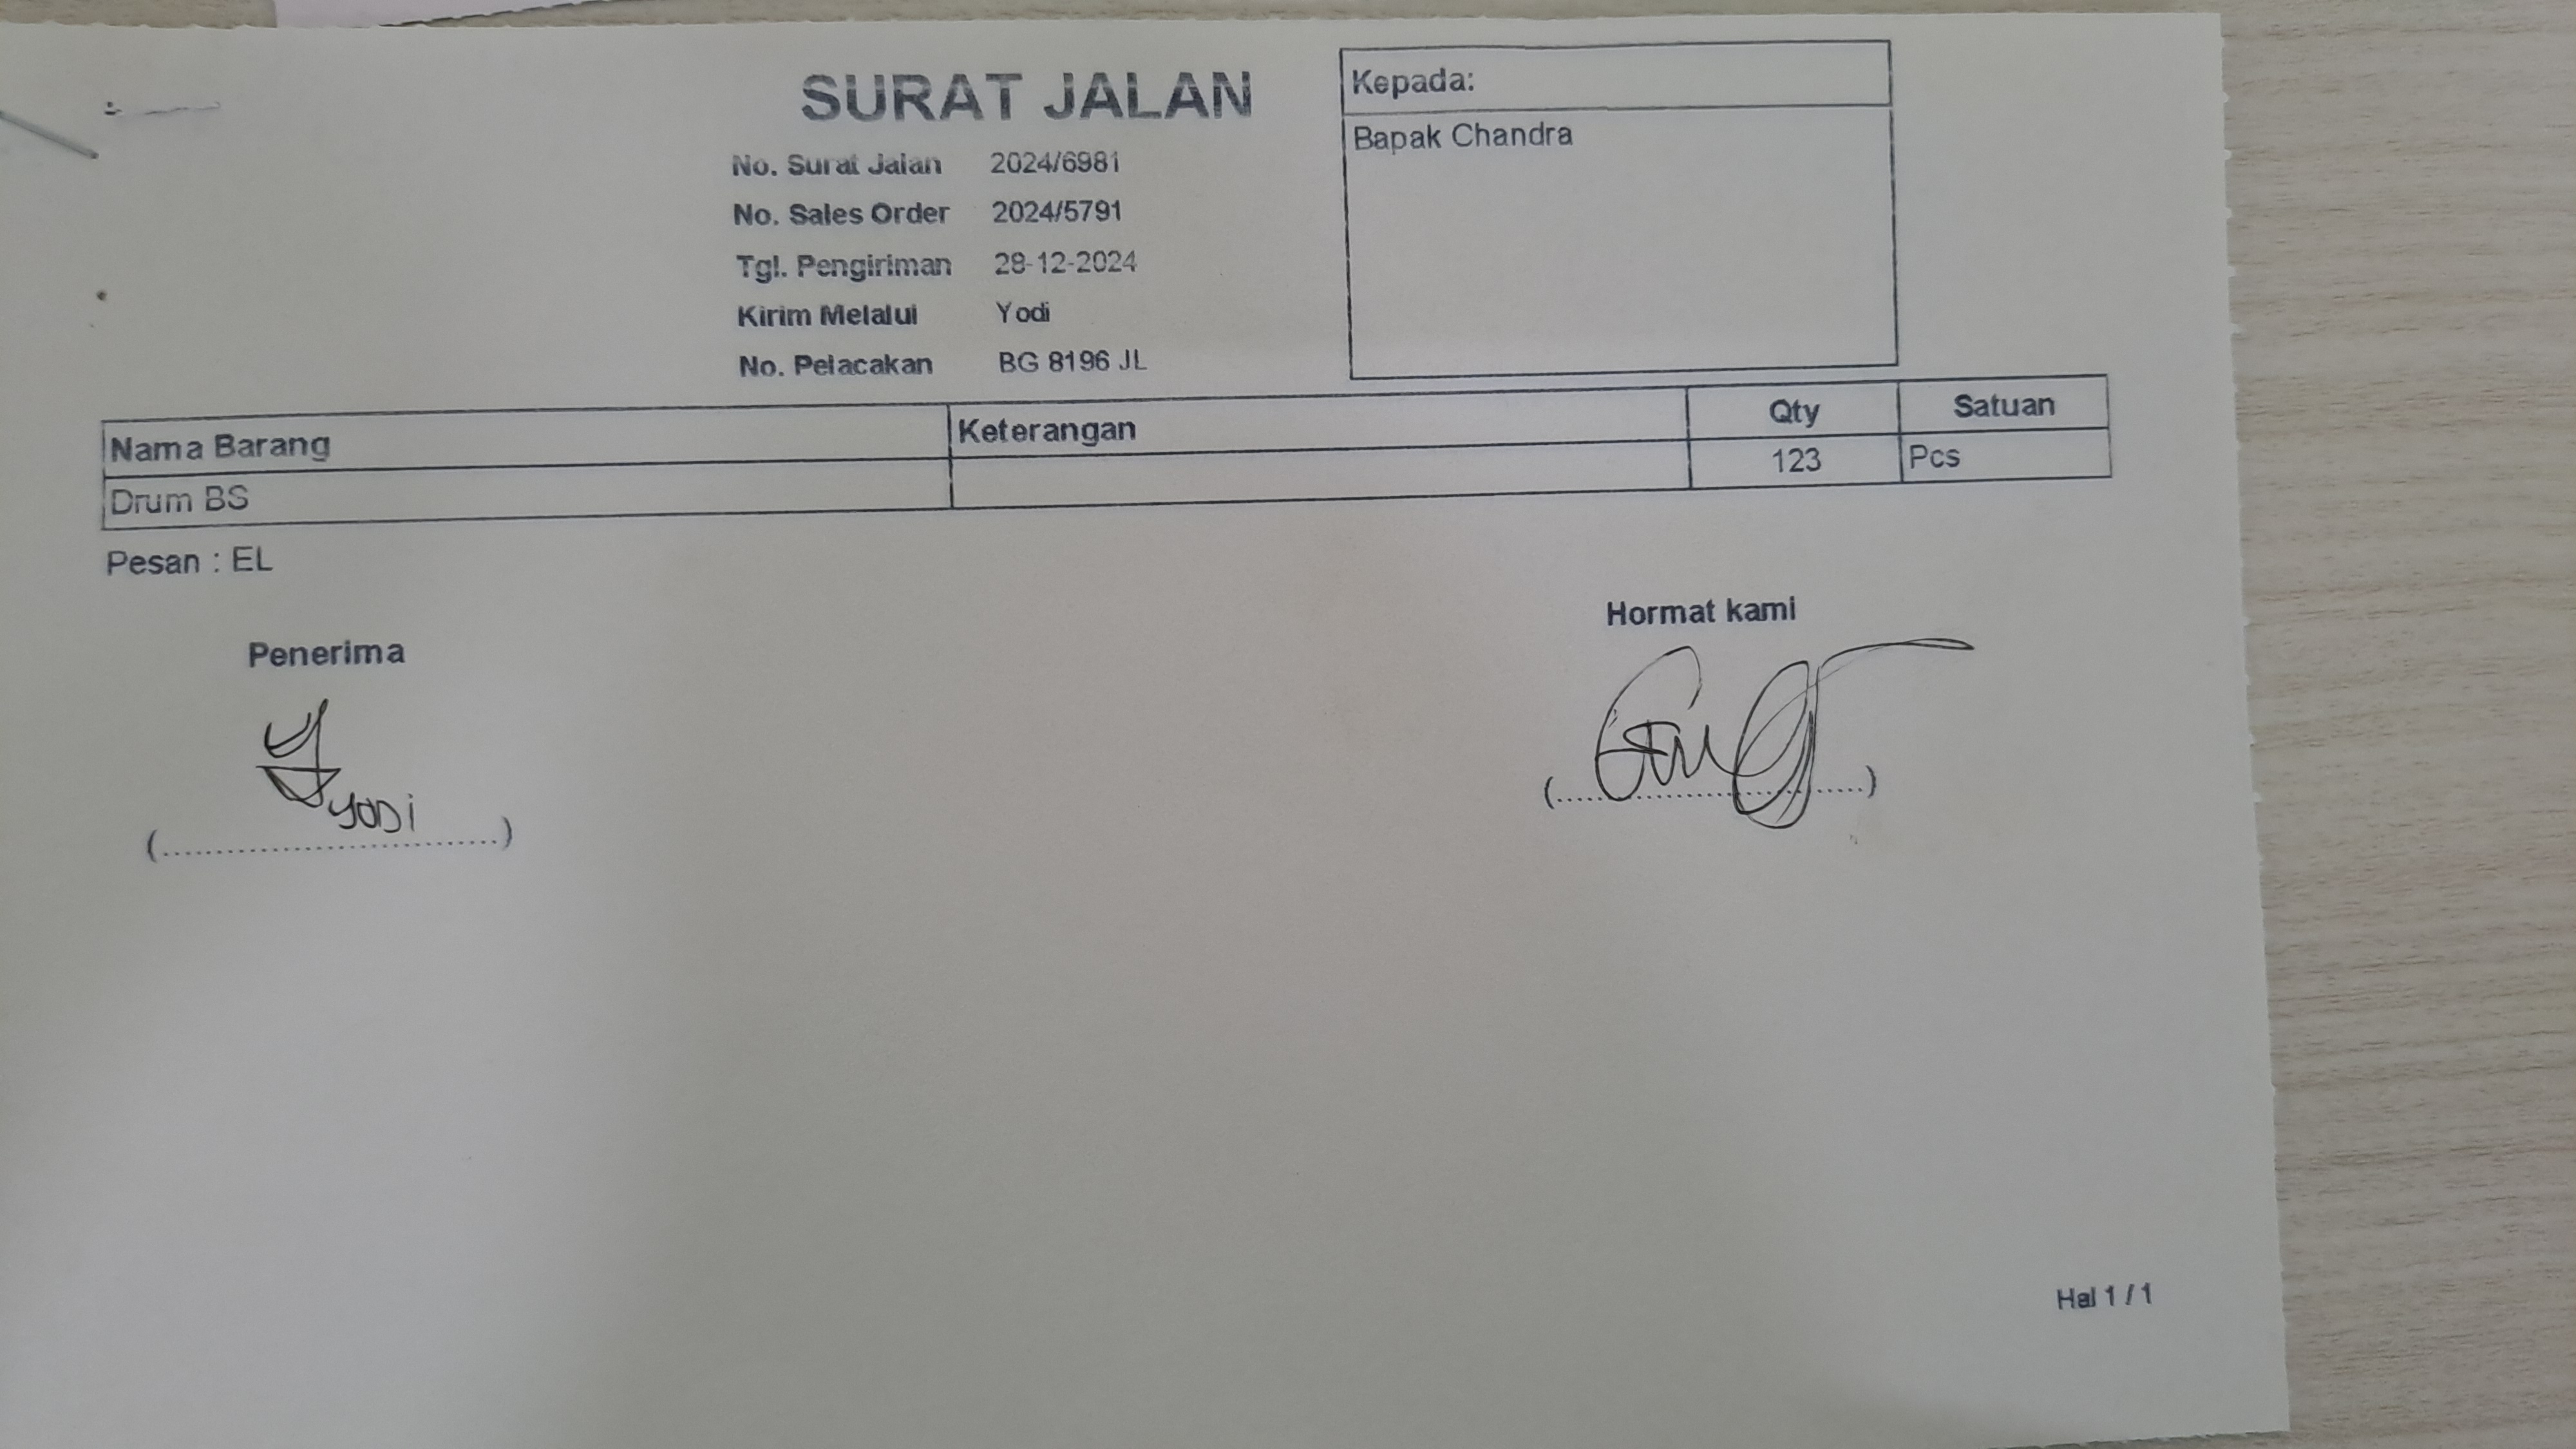 SURAT JALAN
No. Surat Jalan 2024/6981
No. Sales Order 2024/5791
Tgl. Pengiriman 28-12-2024
Kirim Melalui Yodi
No. Pelacakan BG 8196 JL
Kepada:
Bapak Chandra
Nama Barang Keterangan Qty Satuan
Drum BS 123 Pcs
Pesan : EL
Penerima
YODI
(..............................)
Hormat kami
(..............................)
Hal 1 / 1